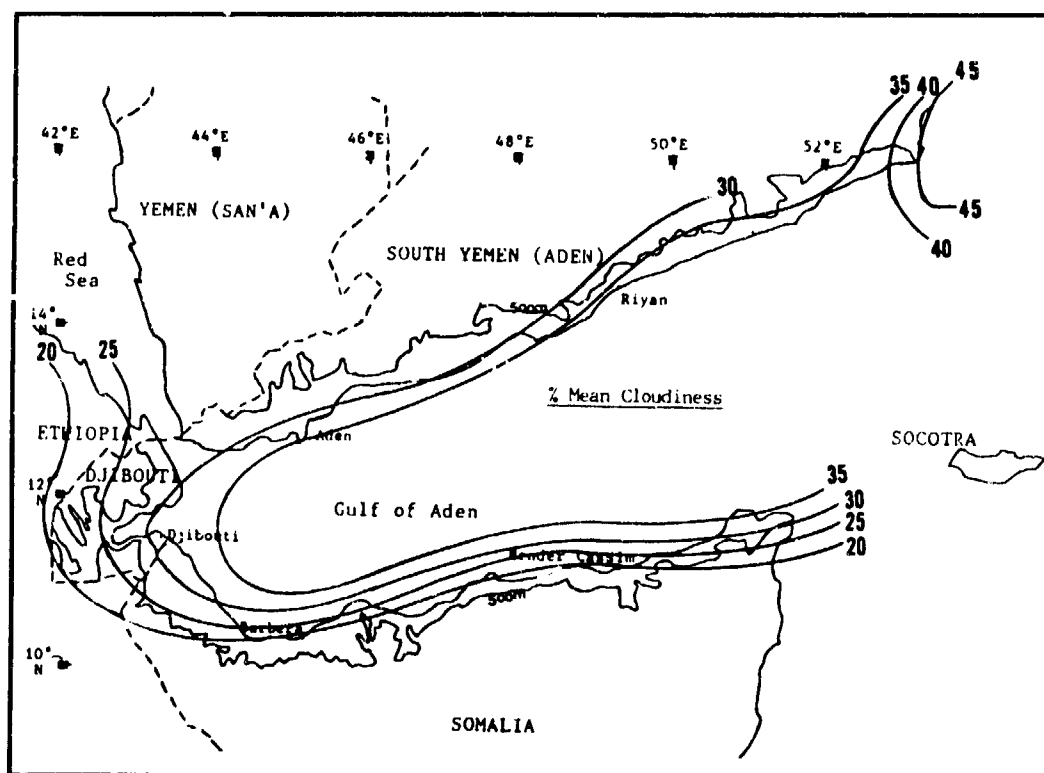 35 40 45
42°E 44°E 46°E 48°E 50°E 52°E
30
YEMEN (SAN'A)
45
40
Red
Sea
SOUTH YEMEN (ADEN)
500m
Riyan
14°
N
20 25
% Mean Cloudiness
ETHIOPIA
Aden
SOCOTRA
DJIBOUTI
12°
N
35
Gulf of Aden
30
Djibouti
25
20
500m
Berbera
10°
N
SOMALIA